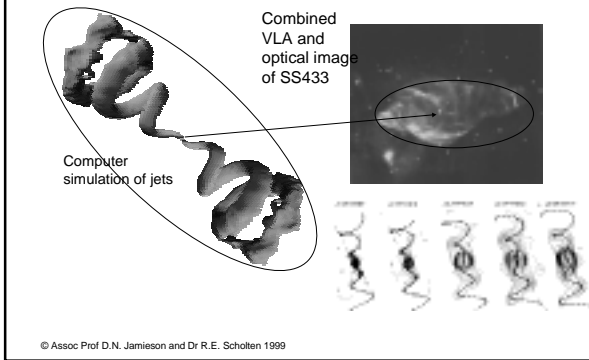 Combined
VLA and
optical image
of SS433
Computer
simulation of jets
© Assoc Prof D.N. Jamieson and Dr R.E. Scholten 1999